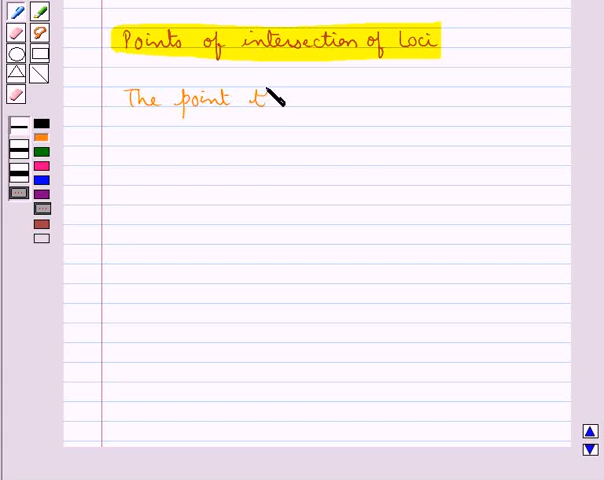 Points of intersection of Loci
The point t